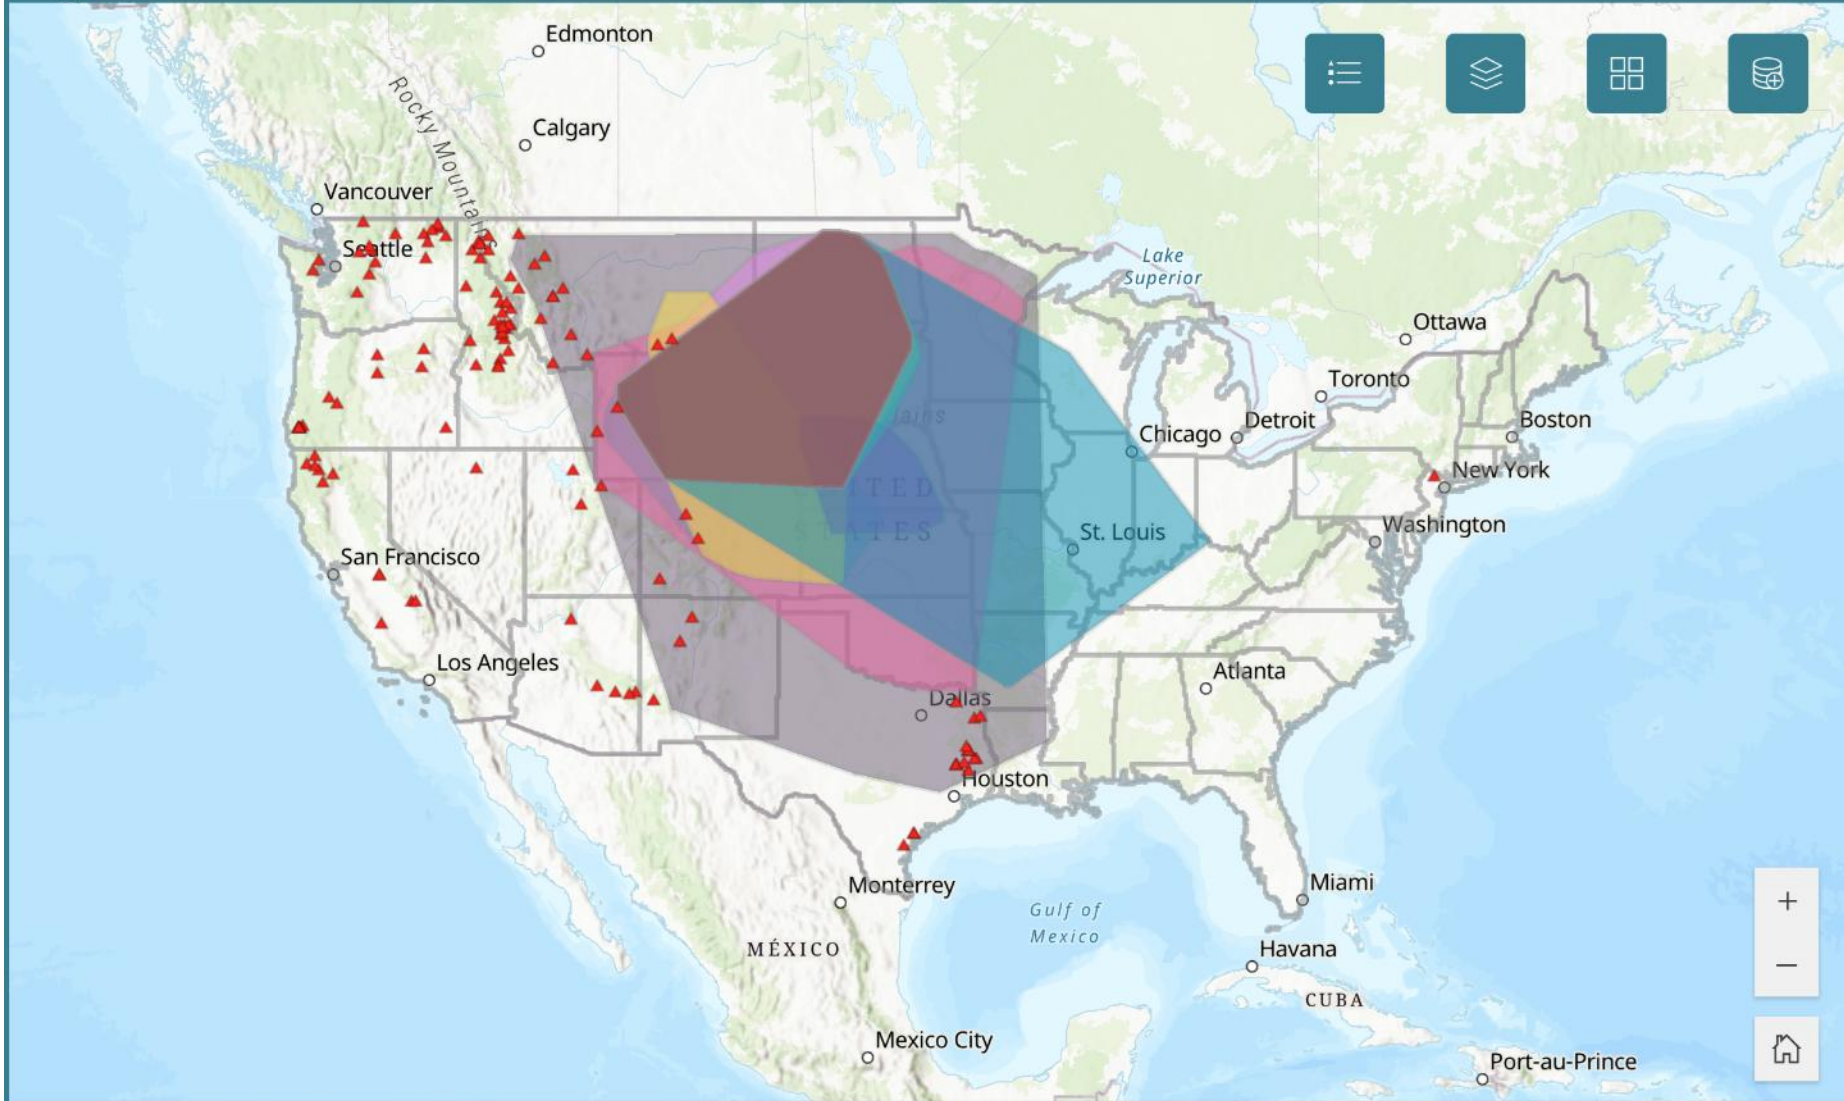 Edmonton
Rocky Mountains
Calgary
Vancouver
Seattle
Lake
Superior
Ottawa
Toronto
Detroit
Boston
Chicago
New York
UNITED
STATES
Washington
St. Louis
San Francisco
Los Angeles
Atlanta
Dallas
Houston
Monterrey
Miami
Gulf of
Mexico
MÉXICO
Havana
CUBA
Mexico City
Port-au-Prince
+
−